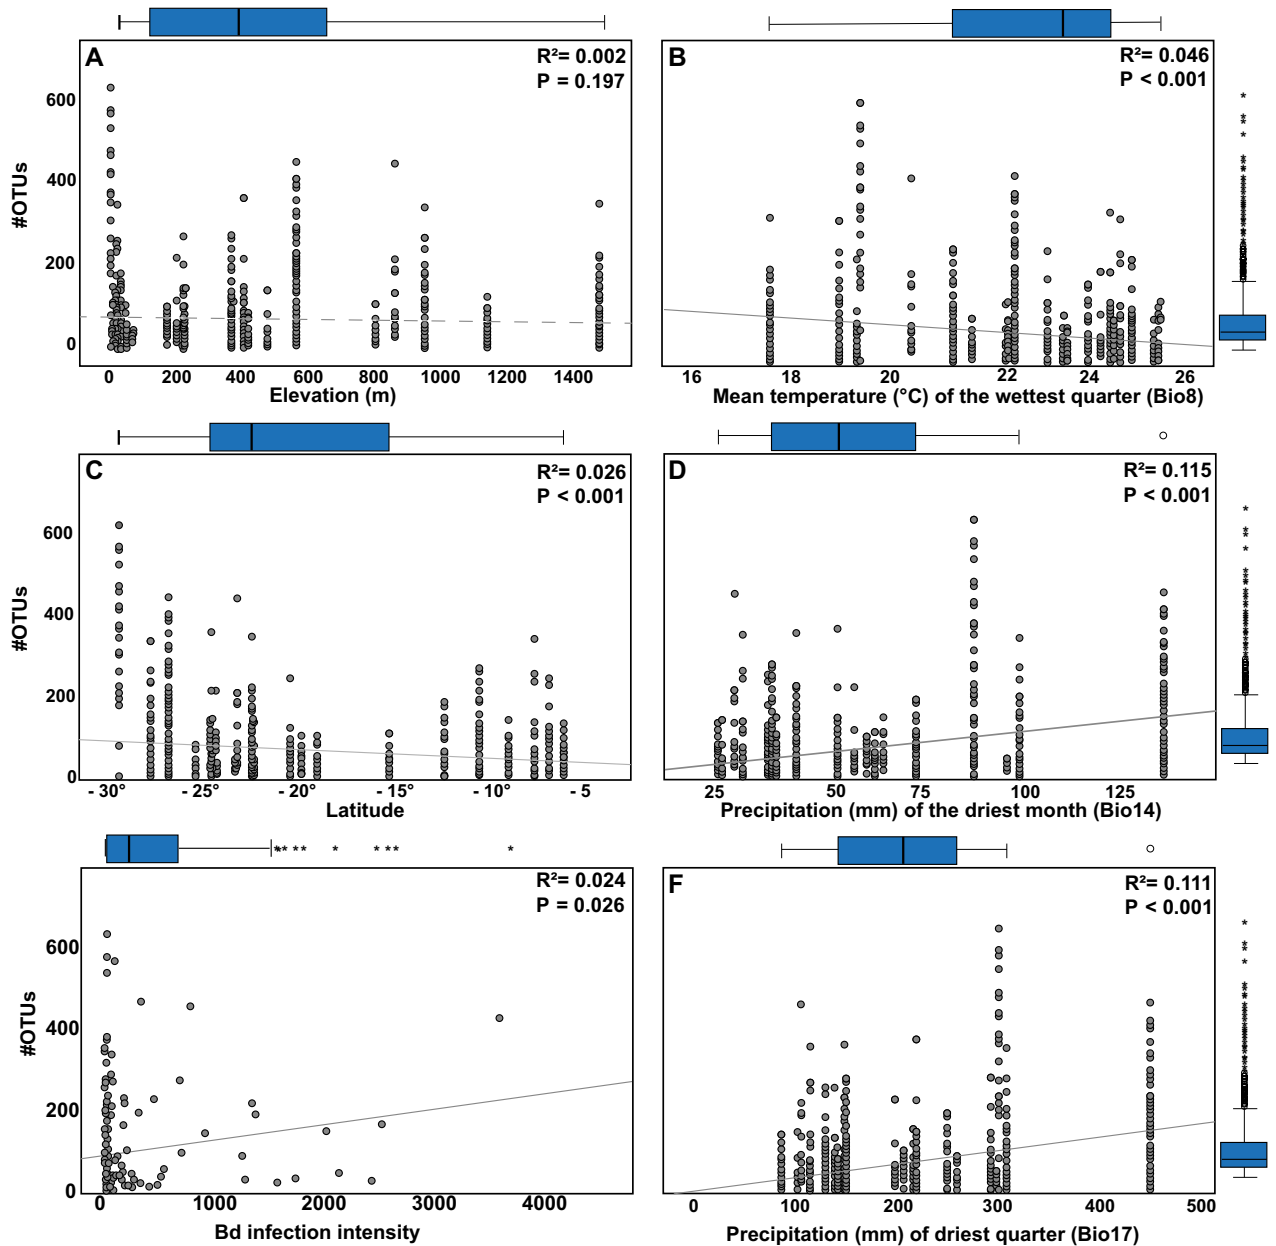 A
R²= 0.002
P = 0.197
#OTUs
600
400
200
0
0 200 400 600 800 1000 1200 1400
Elevation (m)
B
R²= 0.046
P < 0.001
16 18 20 22 24 26
Mean temperature (°C) of the wettest quarter (Bio8)
C
R²= 0.026
P < 0.001
#OTUs
600
400
200
0
- 30° - 25° - 20° - 15° - 10° - 5
Latitude
D
R²= 0.115
P < 0.001
25 50 75 100 125
Precipitation (mm) of the driest month (Bio14)
R²= 0.024
P = 0.026
#OTUs
600
400
200
0
0 1000 2000 3000 4000
Bd infection intensity
F
R²= 0.111
P < 0.001
0 100 200 300 400 500
Precipitation (mm) of driest quarter (Bio17)